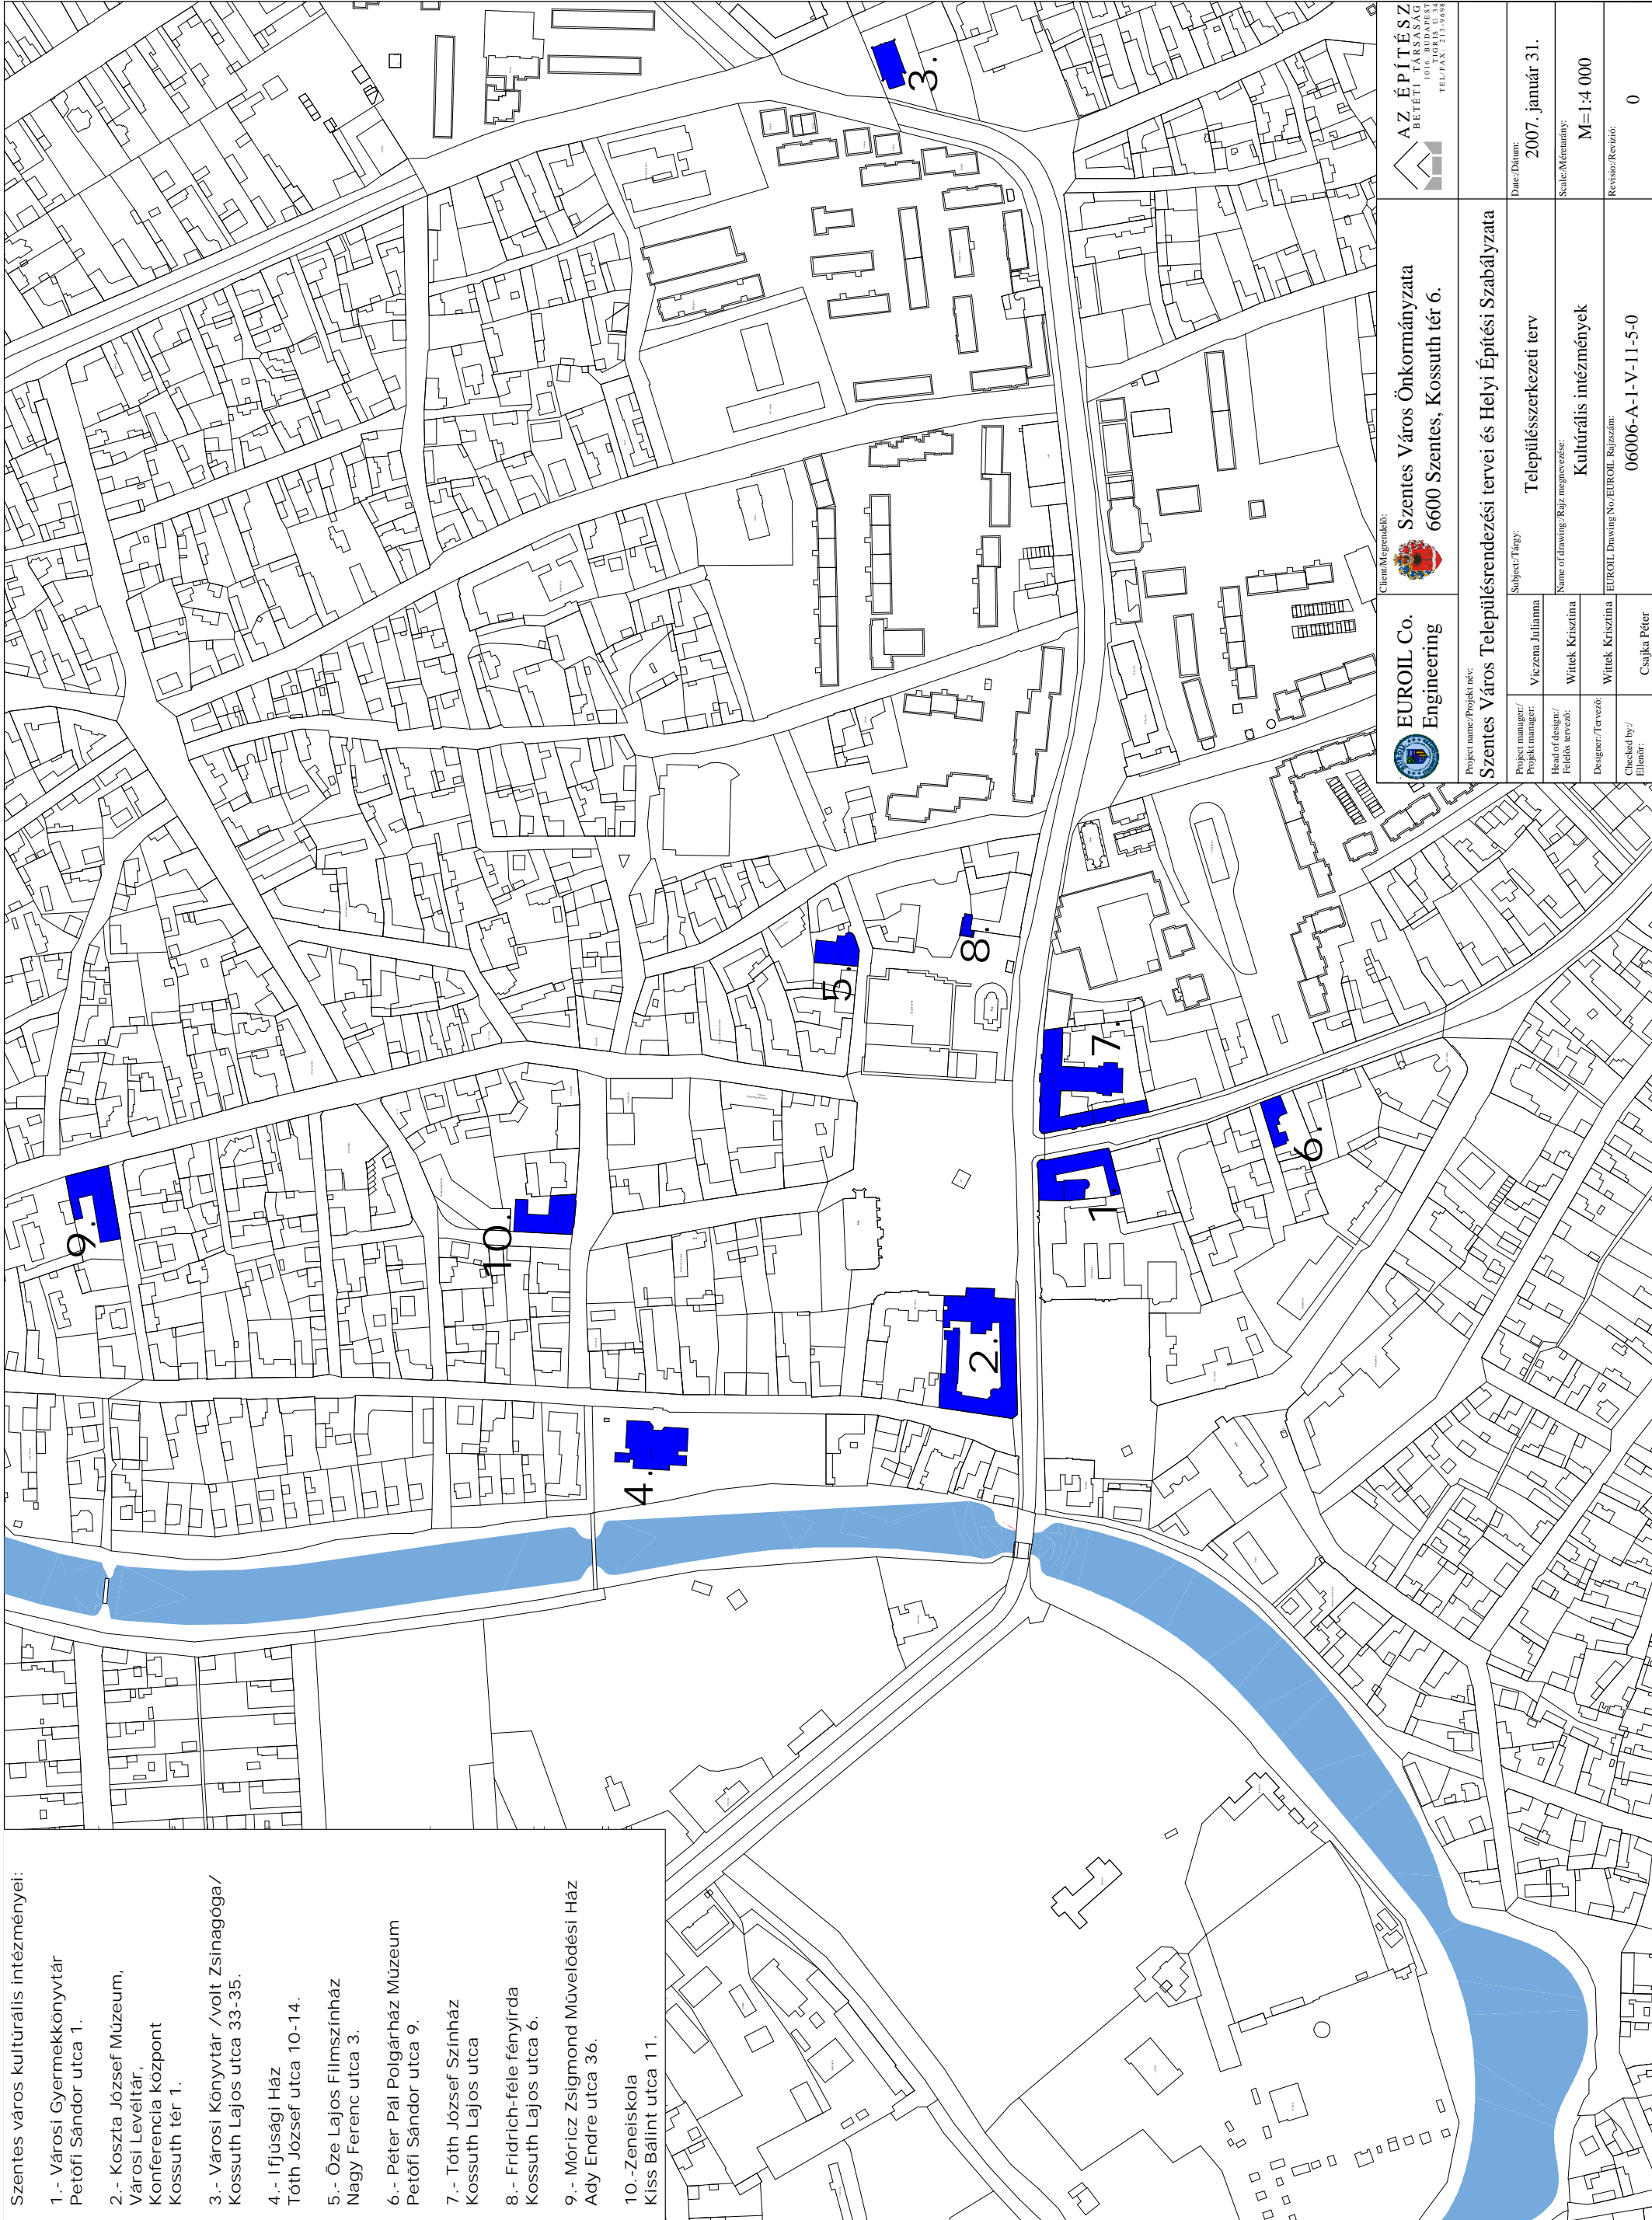 Szentes város kultúrális intézményei:
1.- Városi Gyermekkönyvtár
Petőfi Sándor utca 1.
2.- Koszta József Múzeum,
Városi Levéltár,
Konferencia központ
Kossuth tér 1.
3.- Városi Könyvtár /volt Zsinagóga/
Kossuth Lajos utca 33-35.
4.- Ifjúsági Ház
Tóth József utca 10-14.
5.- Őze Lajos Filmszínház
Nagy Ferenc utca 3.
6.- Péter Pál Polgárház Múzeum
Petőfi Sándor utca 9.
7.- Tóth József Színház
Kossuth Lajos utca
8.- Fridrich-féle fényírda
Kossuth Lajos utca 6.
9.- Móricz Zsigmond Művelődési Ház
Ady Endre utca 36.
10.-Zeneiskola
Kiss Bálint utca 11.
9.
10.
4.
2.
5.
8.
7.
1.
6.
3.
EUROIL Co.
Engineering
Client/Megrendelő:
Szentes Város Önkormányzata
6600 Szentes, Kossuth tér 6.
AZ ÉPÍTÉSZ
BETÉTI TÁRSASÁG
1016. BUDAPEST
TIGRIS U. 34
TEL/FAX: 213-9698
Project name:/Projekt név:
Szentes Város Településrendezési tervei és Helyi Építési Szabályzata
Project manager:/
Projekt manager:
Viczena Julianna
Head of design:/
Felelős tervező:
Wittek Krisztina
Designer:/Tervező:
Wittek Krisztina
Checked by:/
Ellenőr:
Csajka Péter
Subject:/Tárgy:
Településszerkezeti terv
Name of drawing:/Rajz megnevezése:
Kultúrális intézmények
EUROIL Drawing No:/EUROIL Rajzszám:
06006-A-1-V-11-5-0
Date:/Dátum:
2007. január 31.
Scale:/Méretarány:
M=1:4 000
Revisio:/Revízió:
0